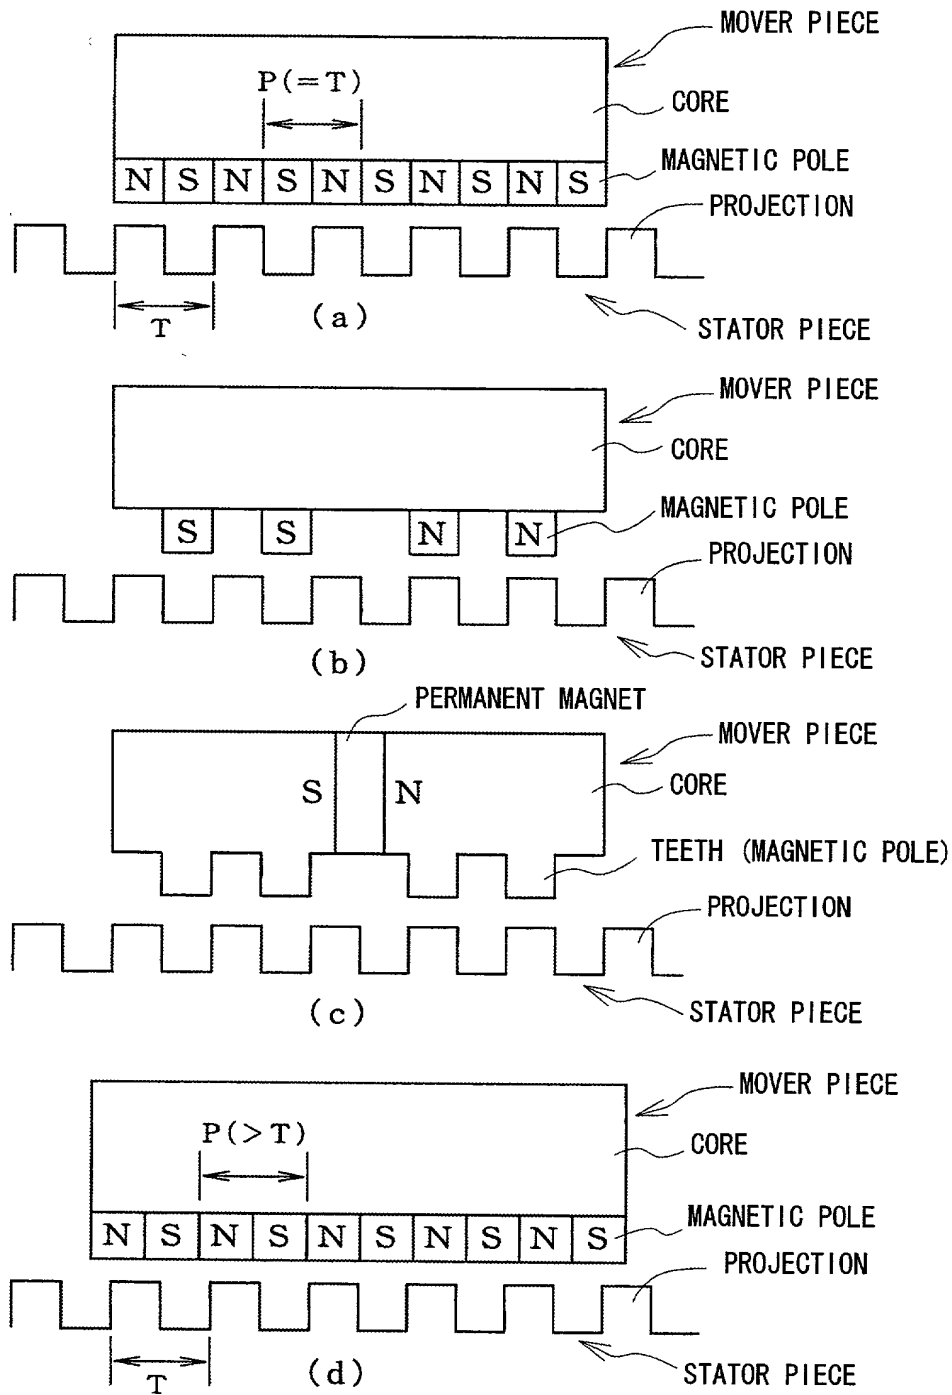 MOVER PIECE
P(=T)
CORE
N S N S N S N S N S
MAGNETIC POLE
PROJECTION
T
(a)
STATOR PIECE
MOVER PIECE
CORE
S S N N
MAGNETIC POLE
PROJECTION
(b)
STATOR PIECE
PERMANENT MAGNET
MOVER PIECE
S N
CORE
TEETH (MAGNETIC POLE)
PROJECTION
(c)
STATOR PIECE
MOVER PIECE
P(>T)
CORE
N S N S N S N S N S
MAGNETIC POLE
PROJECTION
T
(d)
STATOR PIECE